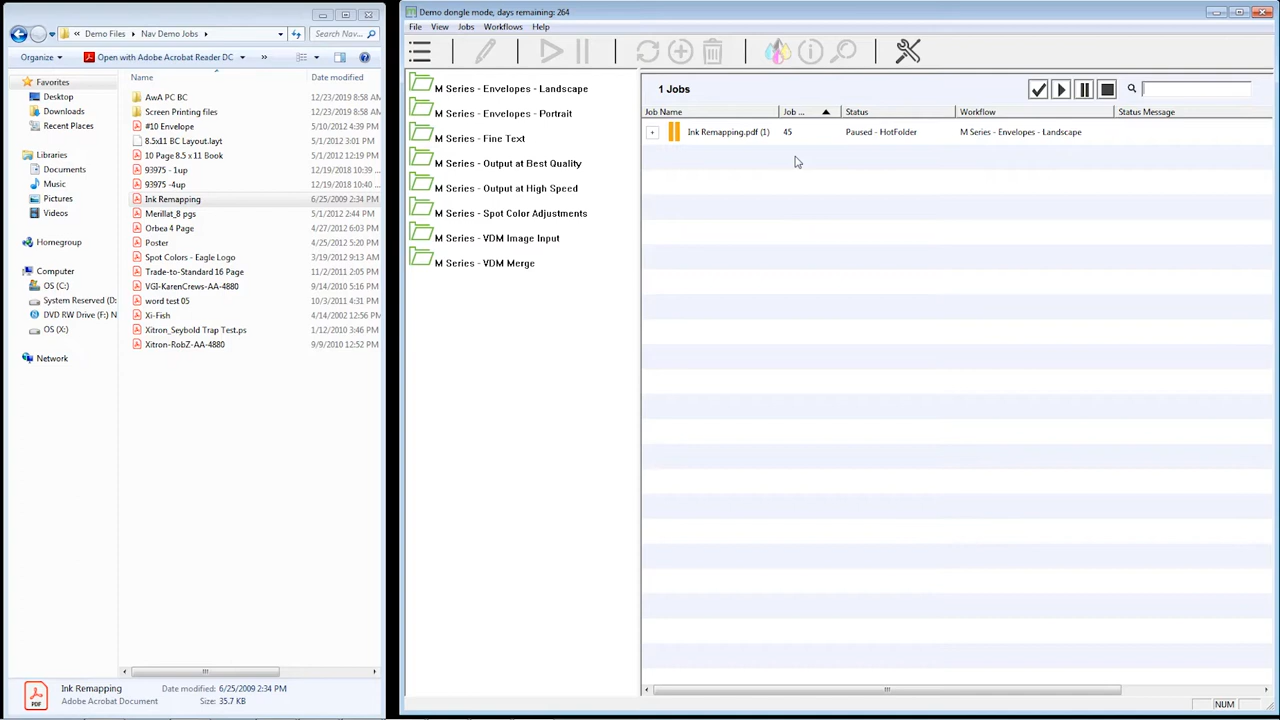 Demo dongle mode, days remaining: 264
File View Jobs Workflows Help
« Demo Files ▸ Nav Demo Jobs ▸
Search Nav...
Organize ▾
Open with Adobe Acrobat Reader DC ▾
»
Name
Date modified
Favorites
Desktop
Downloads
Recent Places
Libraries
Documents
Music
Pictures
Videos
Homegroup
Computer
OS (C:)
System Reserved (D:
DVD RW Drive (F:) N
OS (X:)
Network
AwA PC BC 12/23/2019 8:58 AM
Screen Printing files 12/23/2019 8:58 AM
#10 Envelope 5/10/2012 4:39 PM
8.5x11 BC Layout.layt 5/1/2012 3:01 PM
10 Page 8.5 x 11 Book 5/1/2012 12:19 PM
93975 - 1up 12/19/2018 10:39
93975 -4up 12/19/2018 10:40
Ink Remapping 6/25/2009 2:34 PM
Merillat_8 pgs 5/1/2012 2:44 PM
Orbea 4 Page 4/27/2012 6:03 PM
Poster 4/25/2012 5:20 PM
Spot Colors - Eagle Logo 3/19/2012 9:13 AM
Trade-to-Standard 16 Page 11/2/2011 2:05 PM
VGI-KarenCrews-AA-4880 9/14/2010 5:16 PM
word test 05 10/3/2011 4:31 PM
Xi-Fish 4/14/2002 12:56 PM
Xitron_Seybold Trap Test.ps 1/12/2010 3:46 PM
Xitron-RobZ-AA-4880 9/9/2010 12:52 PM
Ink Remapping Date modified: 6/25/2009 2:34 PM
Adobe Acrobat Document Size: 35.7 KB
PDF
M Series - Envelopes - Landscape
M Series - Envelopes - Portrait
M Series - Fine Text
M Series - Output at Best Quality
M Series - Output at High Speed
M Series - Spot Color Adjustments
M Series - VDM Image Input
M Series - VDM Merge
1 Jobs
Job Name Job ... Status Workflow Status Message
Ink Remapping.pdf (1) 45 Paused - HotFolder M Series - Envelopes - Landscape
NUM